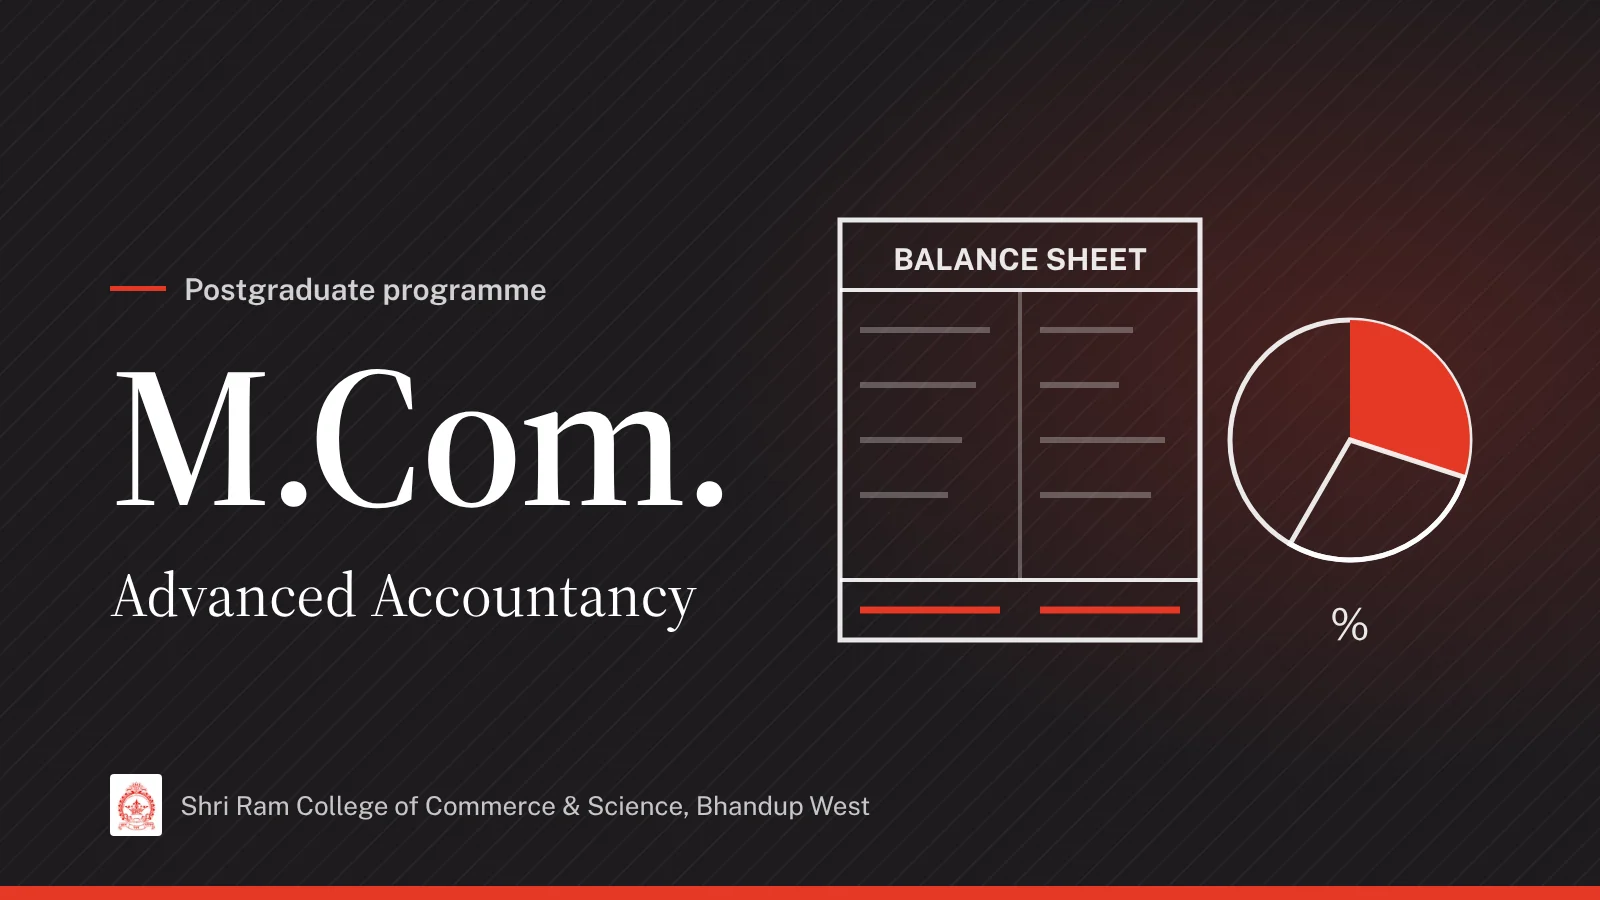 Postgraduate programme
M.Com.
Advanced Accountancy
BALANCE SHEET
%
Shri Ram College of Commerce & Science, Bhandup West